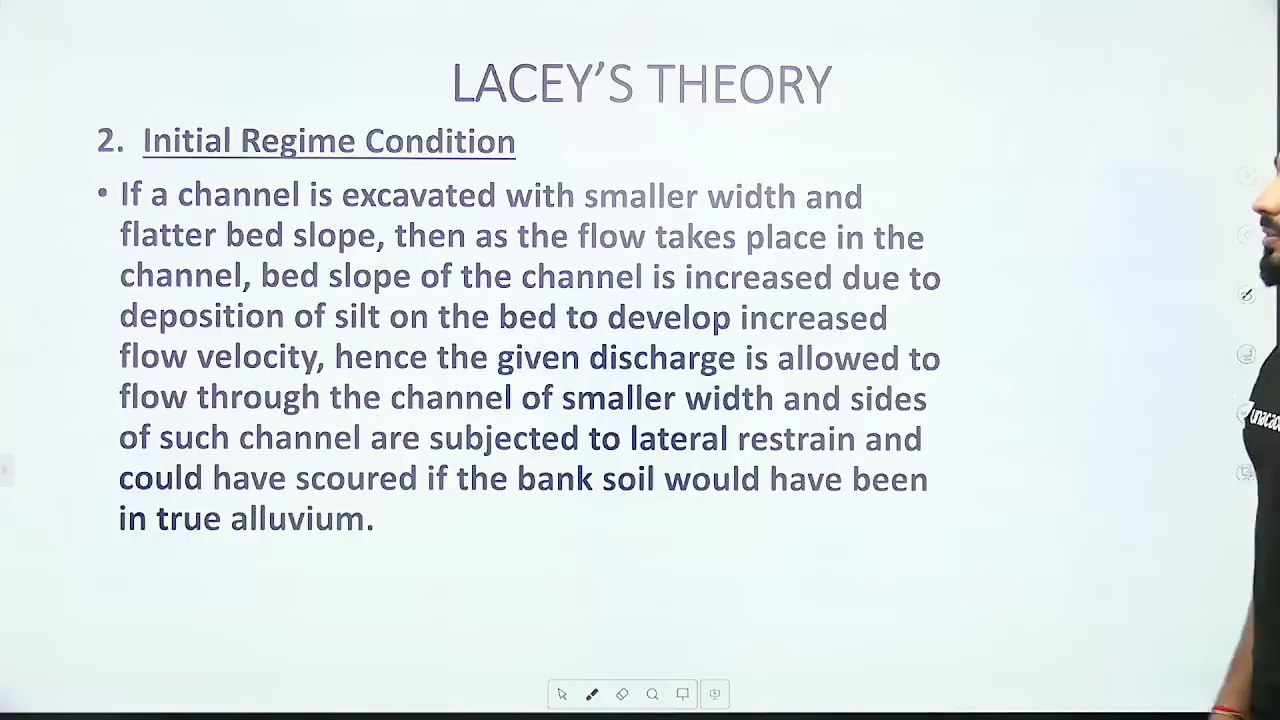 LACEY'S THEORY
2. Initial Regime Condition
• If a channel is excavated with smaller width and
flatter bed slope, then as the flow takes place in the
channel, bed slope of the channel is increased due to
deposition of silt on the bed to develop increased
flow velocity, hence the given discharge is allowed to
flow through the channel of smaller width and sides
of such channel are subjected to lateral restrain and
could have scoured if the bank soil would have been
in true alluvium.